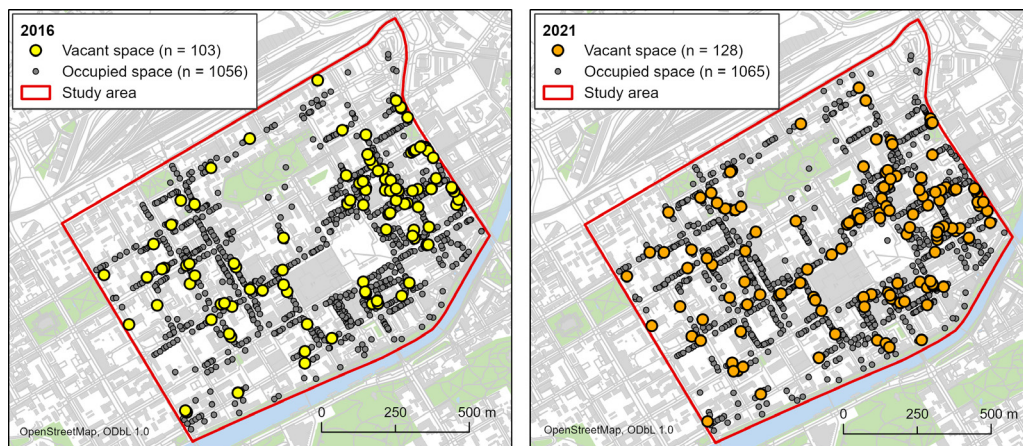 2016
Vacant space (n = 103)
Occupied space (n = 1056)
Study area
0 250 500 m
OpenStreetMap, ODbL 1.0
2021
Vacant space (n = 128)
Occupied space (n = 1065)
Study area
0 250 500 m
OpenStreetMap, ODbL 1.0